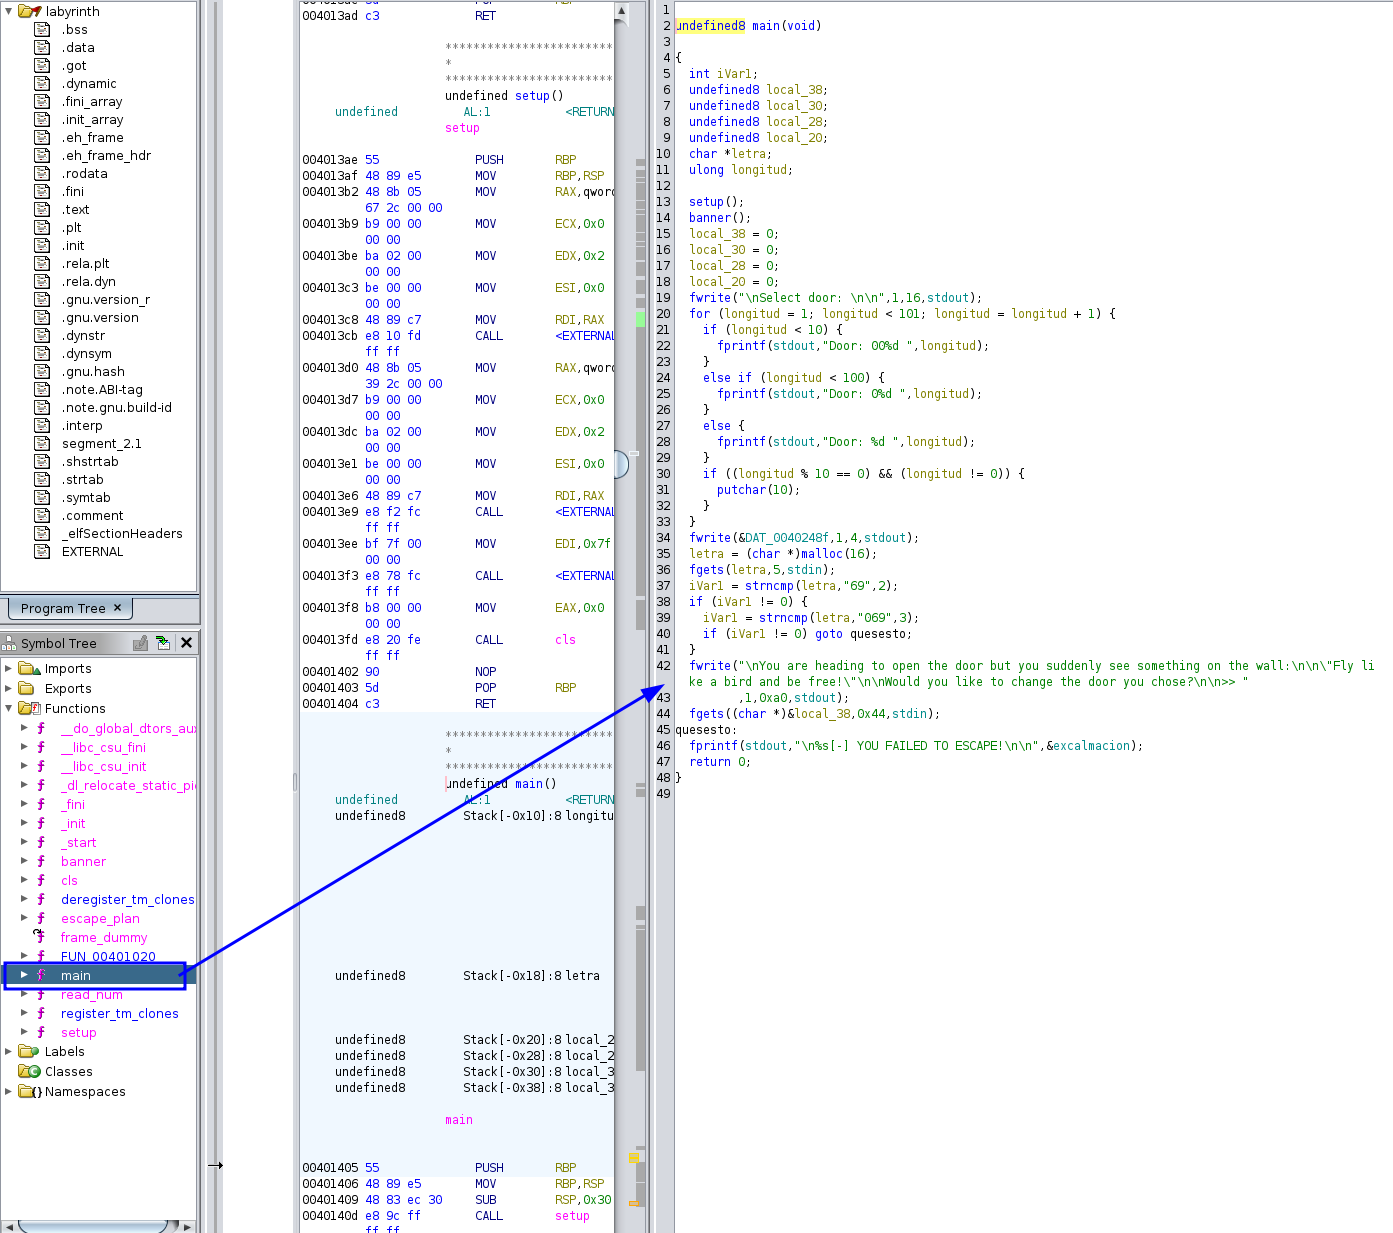 labyrinth
.bss
.data
.got
.dynamic
.fini_array
.init_array
.eh_frame
.eh_frame_hdr
.rodata
.fini
.text
.plt
.init
.rela.plt
.rela.dyn
.gnu.version_r
.gnu.version
.dynstr
.dynsym
.gnu.hash
.note.ABI-tag
.note.gnu.build-id
.interp
segment_2.1
.shstrtab
.strtab
.symtab
.comment
_elfSectionHeaders
EXTERNAL
Program Tree ×
Symbol Tree
Imports
Exports
Functions
f __do_global_dtors_aux
f __libc_csu_fini
f __libc_csu_init
f _dl_relocate_static_pi
f _fini
f _init
f _start
f banner
f cls
f deregister_tm_clones
f escape_plan
f frame_dummy
f FUN_00401020
f main
f read_num
f register_tm_clones
f setup
Labels
Classes
{} Namespaces
004013ad c3 RET
************************
*
************************
undefined setup()
undefined AL:1 <RETURN
setup
004013ae 55 PUSH RBP
004013af 48 89 e5 MOV RBP,RSP
004013b2 48 8b 05 MOV RAX,qword
67 2c 00 00
004013b9 b9 00 00 MOV ECX,0x0
00 00
004013be ba 02 00 MOV EDX,0x2
00 00
004013c3 be 00 00 MOV ESI,0x0
00 00
004013c8 48 89 c7 MOV RDI,RAX
004013cb e8 10 fd CALL <EXTERNAL
ff ff
004013d0 48 8b 05 MOV RAX,qword
39 2c 00 00
004013d7 b9 00 00 MOV ECX,0x0
00 00
004013dc ba 02 00 MOV EDX,0x2
00 00
004013e1 be 00 00 MOV ESI,0x0
00 00
004013e6 48 89 c7 MOV RDI,RAX
004013e9 e8 f2 fc CALL <EXTERNAL
ff ff
004013ee bf 7f 00 MOV EDI,0x7f
00 00
004013f3 e8 78 fc CALL <EXTERNAL
ff ff
004013f8 b8 00 00 MOV EAX,0x0
00 00
004013fd e8 20 fe CALL cls
ff ff
00401402 90 NOP
00401403 5d POP RBP
00401404 c3 RET
************************
*
************************
undefined main()
undefined AL:1 <RETURN
undefined8 Stack[-0x10]:8 longitu
undefined8 Stack[-0x18]:8 letra
undefined8 Stack[-0x20]:8 local_2
undefined8 Stack[-0x28]:8 local_2
undefined8 Stack[-0x30]:8 local_3
undefined8 Stack[-0x38]:8 local_3
main
00401405 55 PUSH RBP
00401406 48 89 e5 MOV RBP,RSP
00401409 48 83 ec 30 SUB RSP,0x30
0040140d e8 9c ff CALL setup
ff ff
1
2 undefined8 main(void)
3
4 {
5 int iVar1;
6 undefined8 local_38;
7 undefined8 local_30;
8 undefined8 local_28;
9 undefined8 local_20;
10 char *letra;
11 ulong longitud;
12
13 setup();
14 banner();
15 local_38 = 0;
16 local_30 = 0;
17 local_28 = 0;
18 local_20 = 0;
19 fwrite("\nSelect door: \n\n",1,16,stdout);
20 for (longitud = 1; longitud < 101; longitud = longitud + 1) {
21 if (longitud < 10) {
22 fprintf(stdout,"Door: 00%d ",longitud);
23 }
24 else if (longitud < 100) {
25 fprintf(stdout,"Door: 0%d ",longitud);
26 }
27 else {
28 fprintf(stdout,"Door: %d ",longitud);
29 }
30 if ((longitud % 10 == 0) && (longitud != 0)) {
31 putchar(10);
32 }
33 }
34 fwrite(&DAT_0040248f,1,4,stdout);
35 letra = (char *)malloc(16);
36 fgets(letra,5,stdin);
37 iVar1 = strncmp(letra,"69",2);
38 if (iVar1 != 0) {
39 iVar1 = strncmp(letra,"069",3);
40 if (iVar1 != 0) goto quesesto;
41 }
42 fwrite("\nYou are heading to open the door but you suddenly see something on the wall:\n\n\"Fly li
ke a bird and be free!\"\n\nWould you like to change the door you chose?\n\n>> "
43 ,1,0xa0,stdout);
44 fgets((char *)&local_38,0x44,stdin);
45 quesesto:
46 fprintf(stdout,"\n%s[-] YOU FAILED TO ESCAPE!\n\n",&excalmacion);
47 return 0;
48 }
49